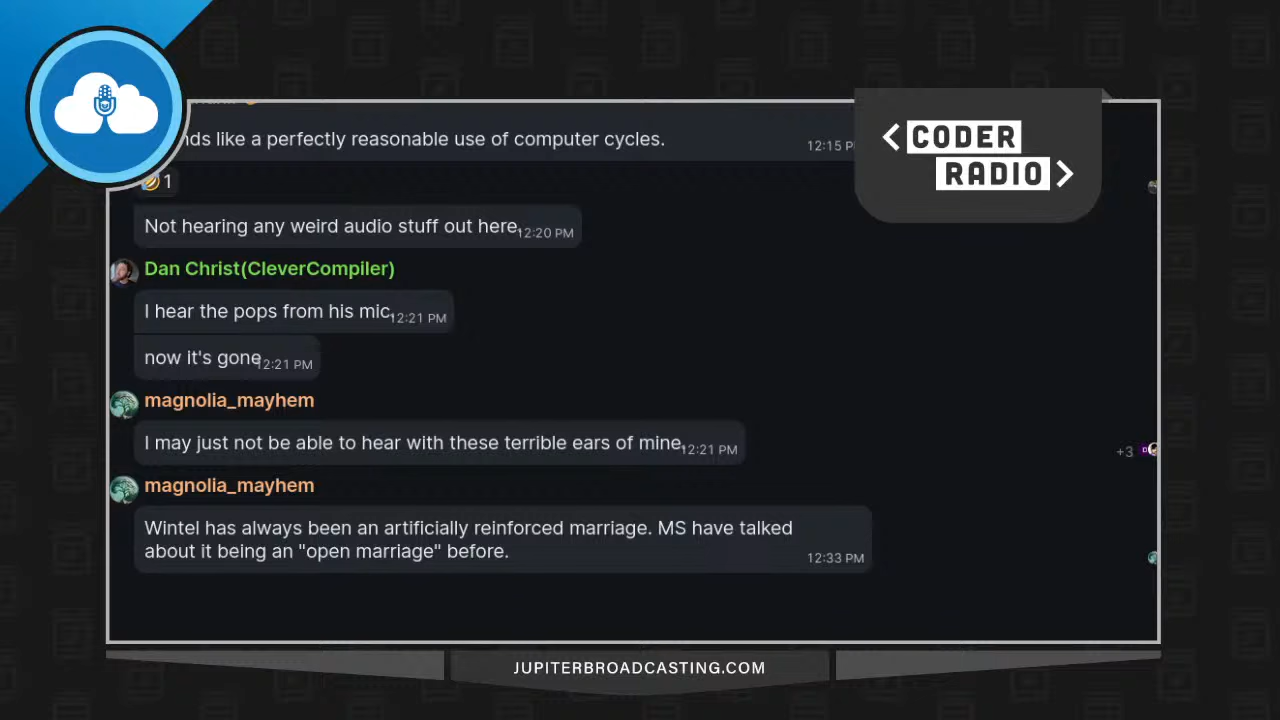 like a perfectly reasonable use of computer cycles.
12:15
1
CODER
RADIO
Not hearing any weird audio stuff out here.
12:20 PM
Dan Christ(CleverCompiler)
I hear the pops from his mic.
12:21 PM
now it's gone
12:21 PM
magnolia_mayhem
I may just not be able to hear with these terrible ears of mine.
12:21 PM
+3
magnolia_mayhem
Wintel has always been an artificially reinforced marriage. MS have talked
about it being an "open marriage" before.
12:33 PM
JUPITERBROADCASTING.COM